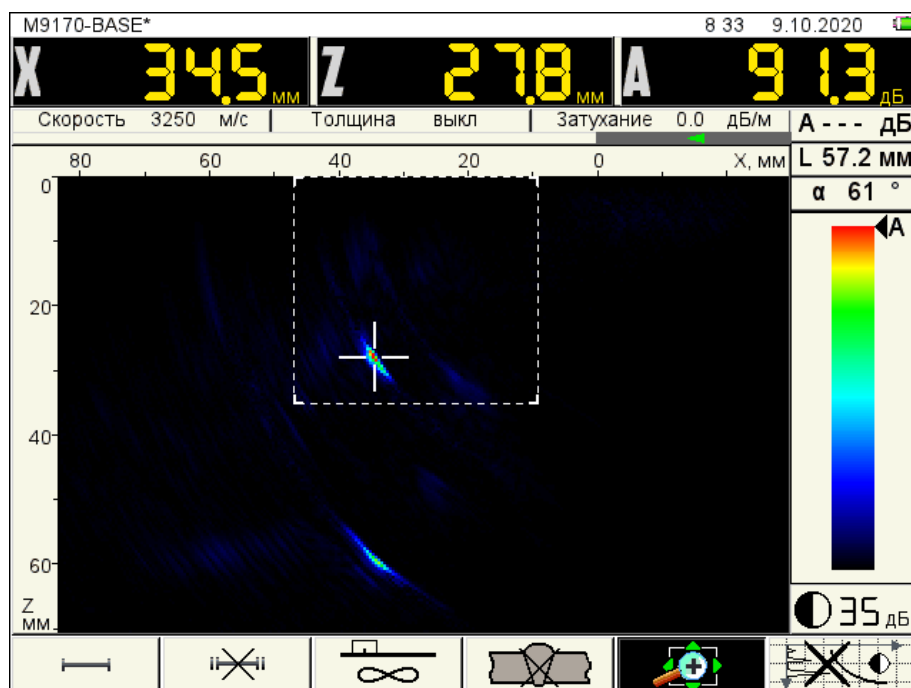 M9170-BASE* 8 33 9.10.2020
X 34.5 мм Z 27.8 мм A 91.3 дБ
Скорость 3250 м/с Толщина выкл Затухание 0.0 дБ/м A - - - дБ
80 60 40 20 0 X, мм L 57.2 мм
α 61 °
0
A
20
40
60
Z
мм
35 дБ